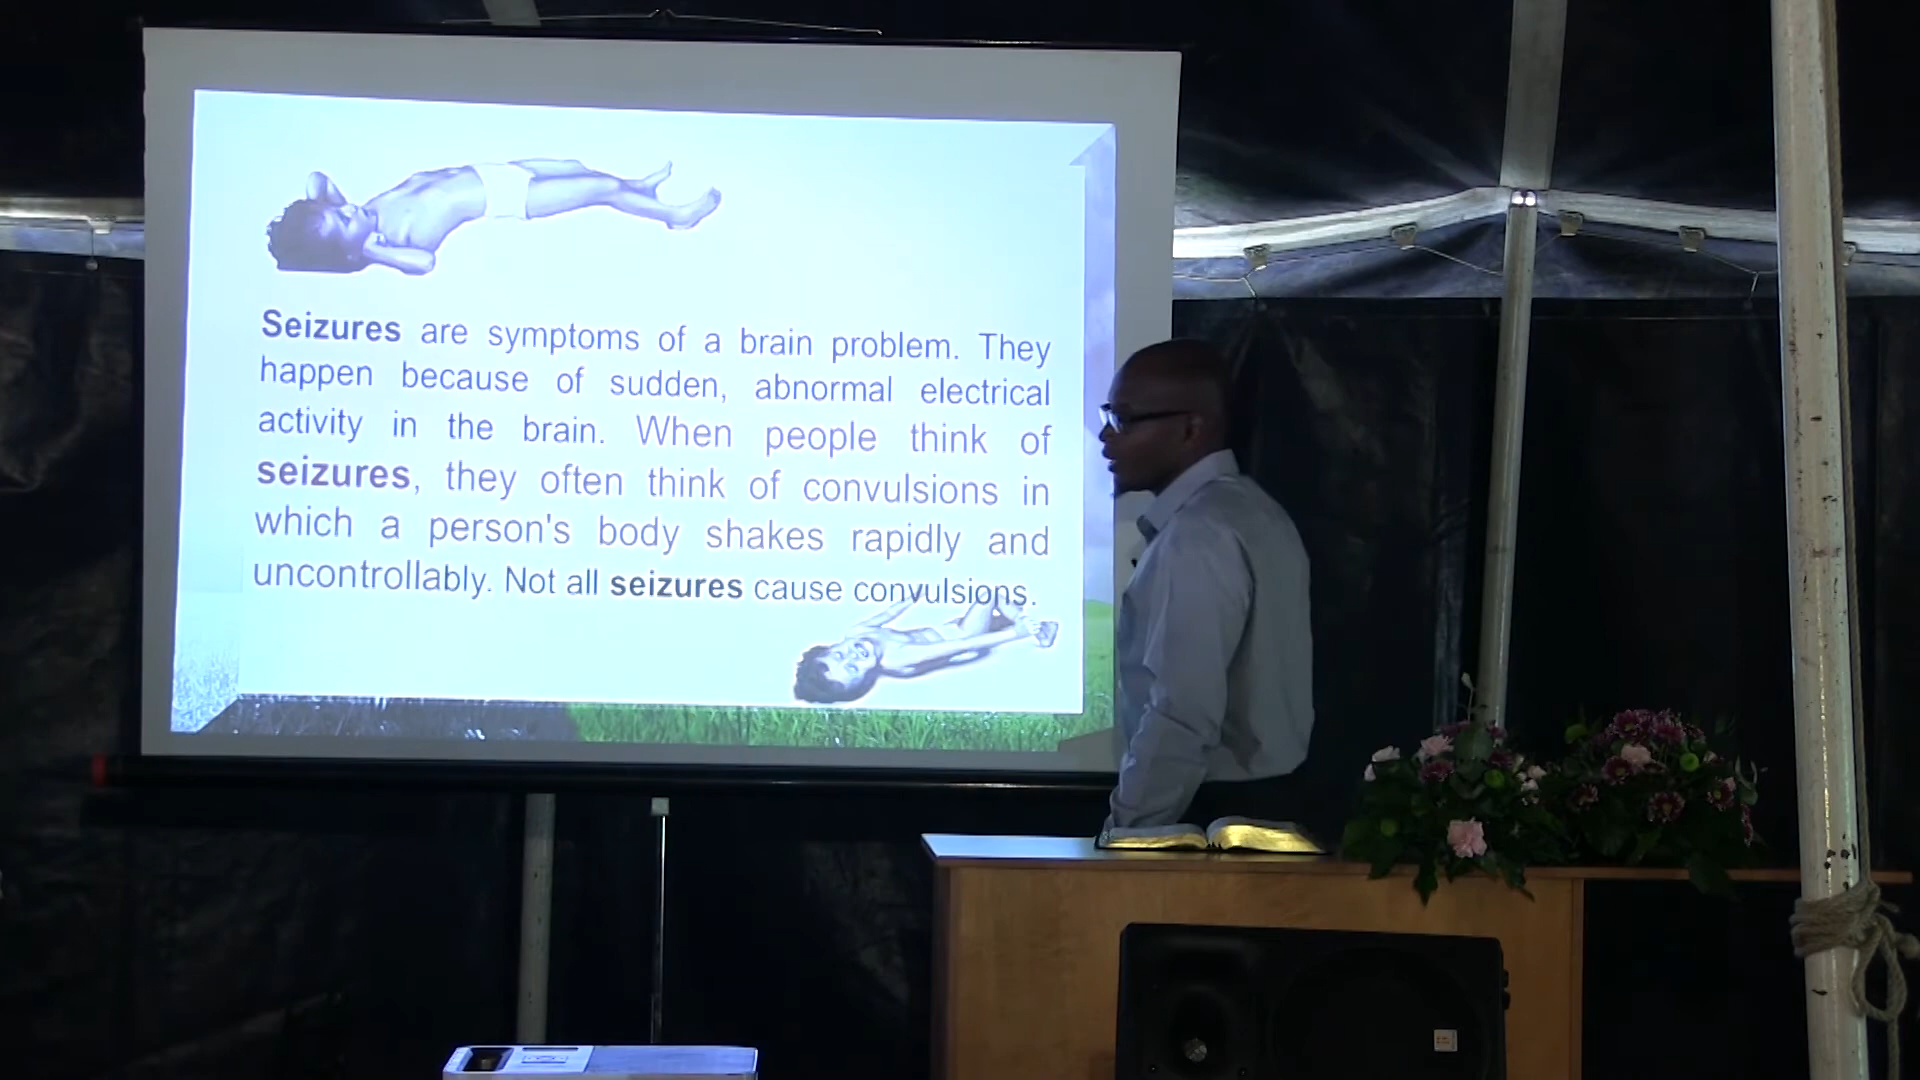 Seizures are symptoms of a brain problem. They
happen because of sudden, abnormal electrical
activity in the brain. When people think of
seizures, they often think of convulsions in
which a person's body shakes rapidly and
uncontrollably. Not all seizures cause convulsions.